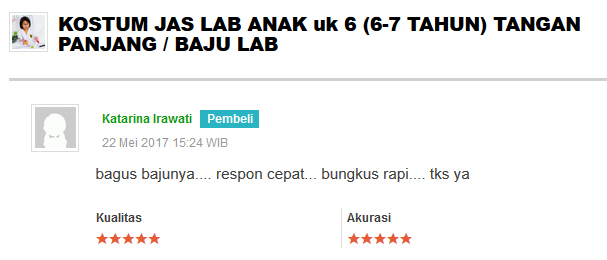 KOSTUM JAS LAB ANAK uk 6 (6-7 TAHUN) TANGAN
PANJANG / BAJU LAB
Katarina Irawati Pembeli
22 Mei 2017 15:24 WIB
bagus bajunya.... respon cepat... bungkus rapi.... tks ya
Kualitas Akurasi